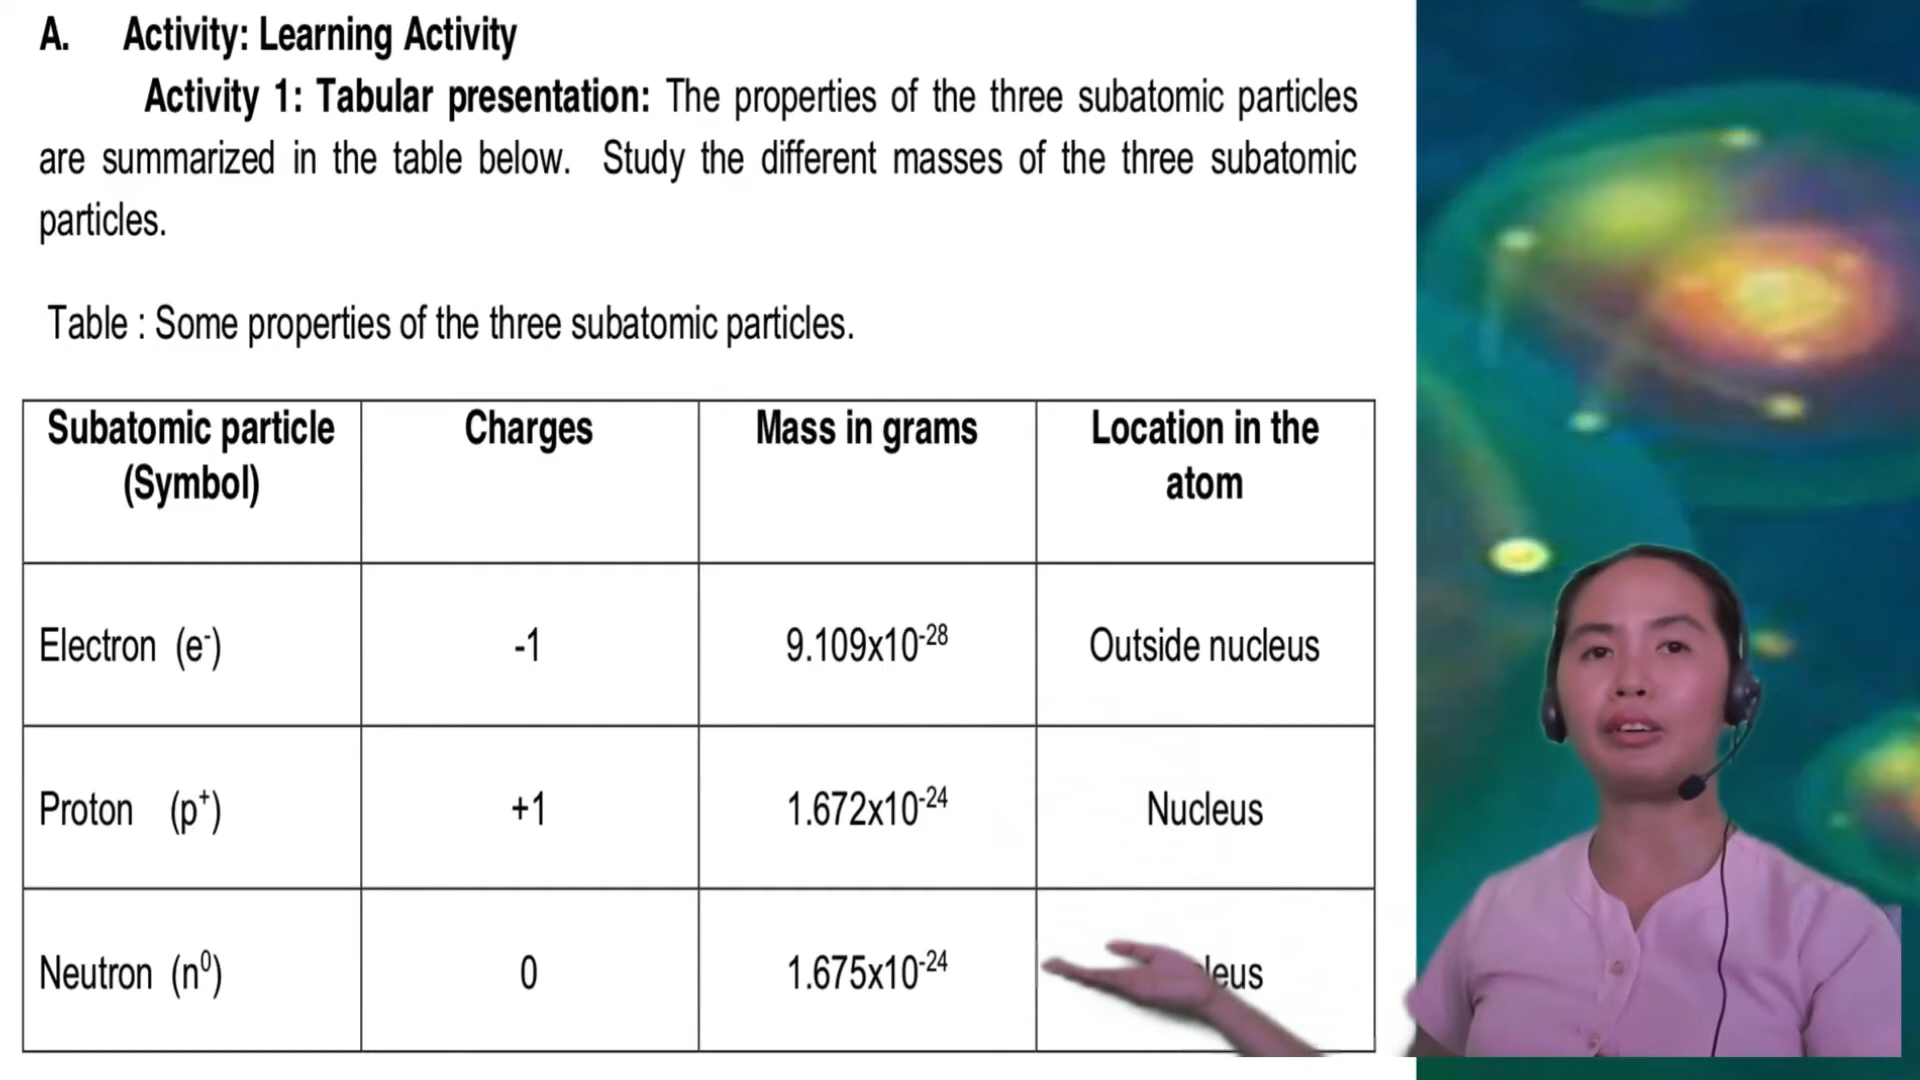 A. Activity: Learning Activity
Activity 1: Tabular presentation: The properties of the three subatomic particles
are summarized in the table below. Study the different masses of the three subatomic
particles.
Table : Some properties of the three subatomic particles.
Subatomic particle (Symbol) Charges Mass in grams Location in the atom
Electron (e⁻) -1 9.109x10⁻²⁸ Outside nucleus
Proton (p⁺) +1 1.672x10⁻²⁴ Nucleus
Neutron (n⁰) 0 1.675x10⁻²⁴